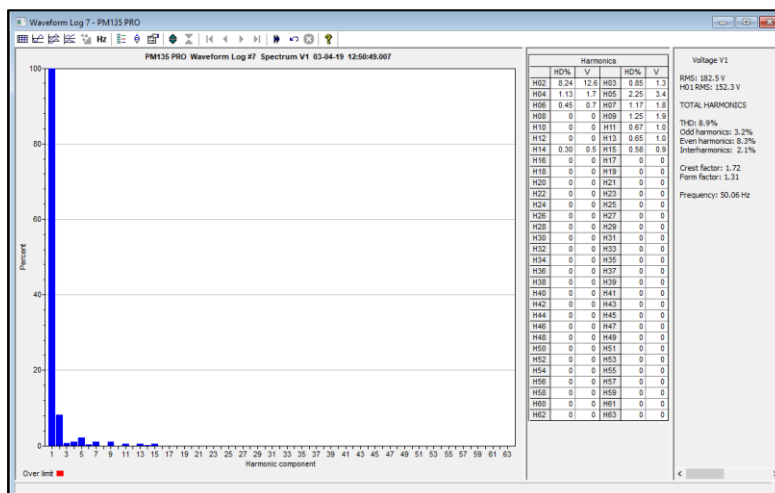 Waveform Log 7 - PM135 PRO
Hz
PM135 PRO Waveform Log #7 Spectrum V1 03-04-19 12:50:49.007
100
80
60
40
20
0
Percent
1 3 5 7 9 11 13 15 17 19 21 23 25 27 29 31 33 35 37 39 41 43 45 47 49 51 53 55 57 59 61 63
Harmonic component
Over limit
Harmonics
HD% V HD% V
H02 8.24 12.6 H03 0.85 1.3
H04 1.13 1.7 H05 2.25 3.4
H06 0.45 0.7 H07 1.17 1.8
H08 0 0 H09 1.25 1.9
H10 0 0 H11 0.67 1.0
H12 0 0 H13 0.65 1.0
H14 0.30 0.5 H15 0.58 0.9
H16 0 0 H17 0 0
H18 0 0 H19 0 0
H20 0 0 H21 0 0
H22 0 0 H23 0 0
H24 0 0 H25 0 0
H26 0 0 H27 0 0
H28 0 0 H29 0 0
H30 0 0 H31 0 0
H32 0 0 H33 0 0
H34 0 0 H35 0 0
H36 0 0 H37 0 0
H38 0 0 H39 0 0
H40 0 0 H41 0 0
H42 0 0 H43 0 0
H44 0 0 H45 0 0
H46 0 0 H47 0 0
H48 0 0 H49 0 0
H50 0 0 H51 0 0
H52 0 0 H53 0 0
H54 0 0 H55 0 0
H56 0 0 H57 0 0
H58 0 0 H59 0 0
H60 0 0 H61 0 0
H62 0 0 H63 0 0
Voltage V1
RMS: 182.5 V
H01 RMS: 152.3 V
TOTAL HARMONICS
THD: 8.9%
Odd harmonics: 3.2%
Even harmonics: 8.3%
Interharmonics: 2.1%
Crest factor: 1.72
Form factor: 1.31
Frequency: 50.06 Hz